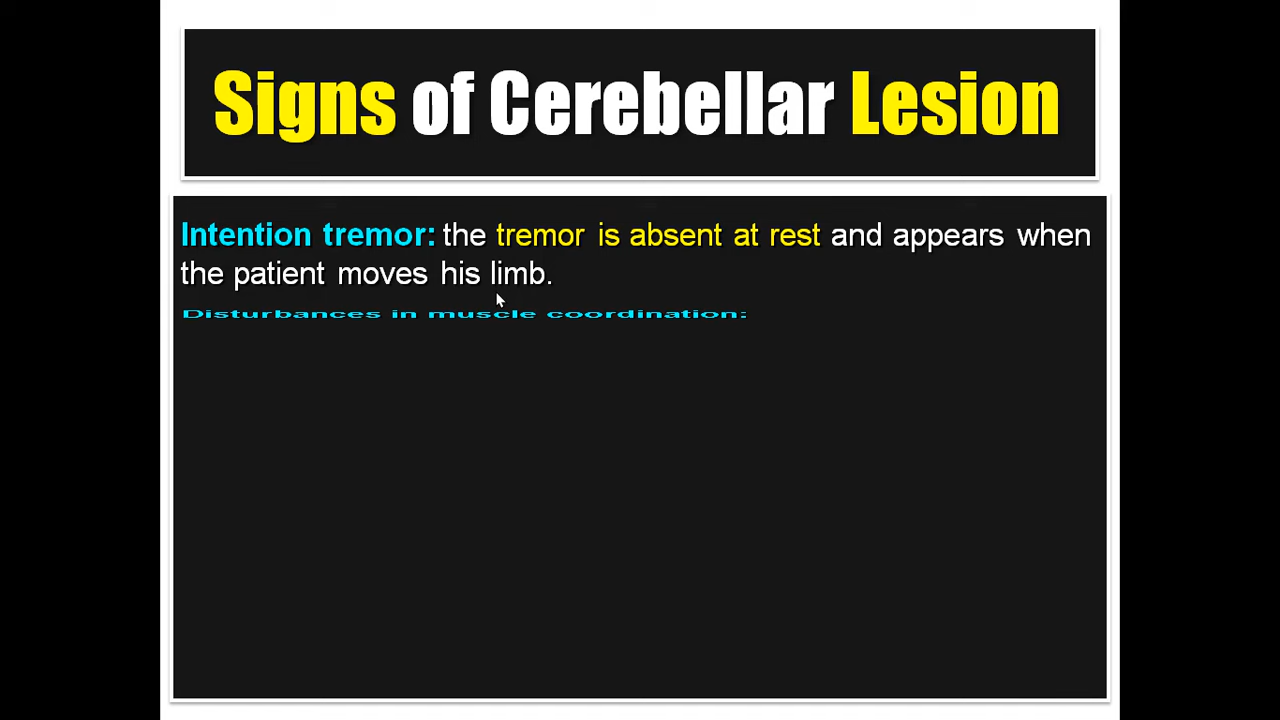 Signs of Cerebellar Lesion
Intention tremor: the tremor is absent at rest and appears when
the patient moves his limb.
Disturbances in muscle coordination: